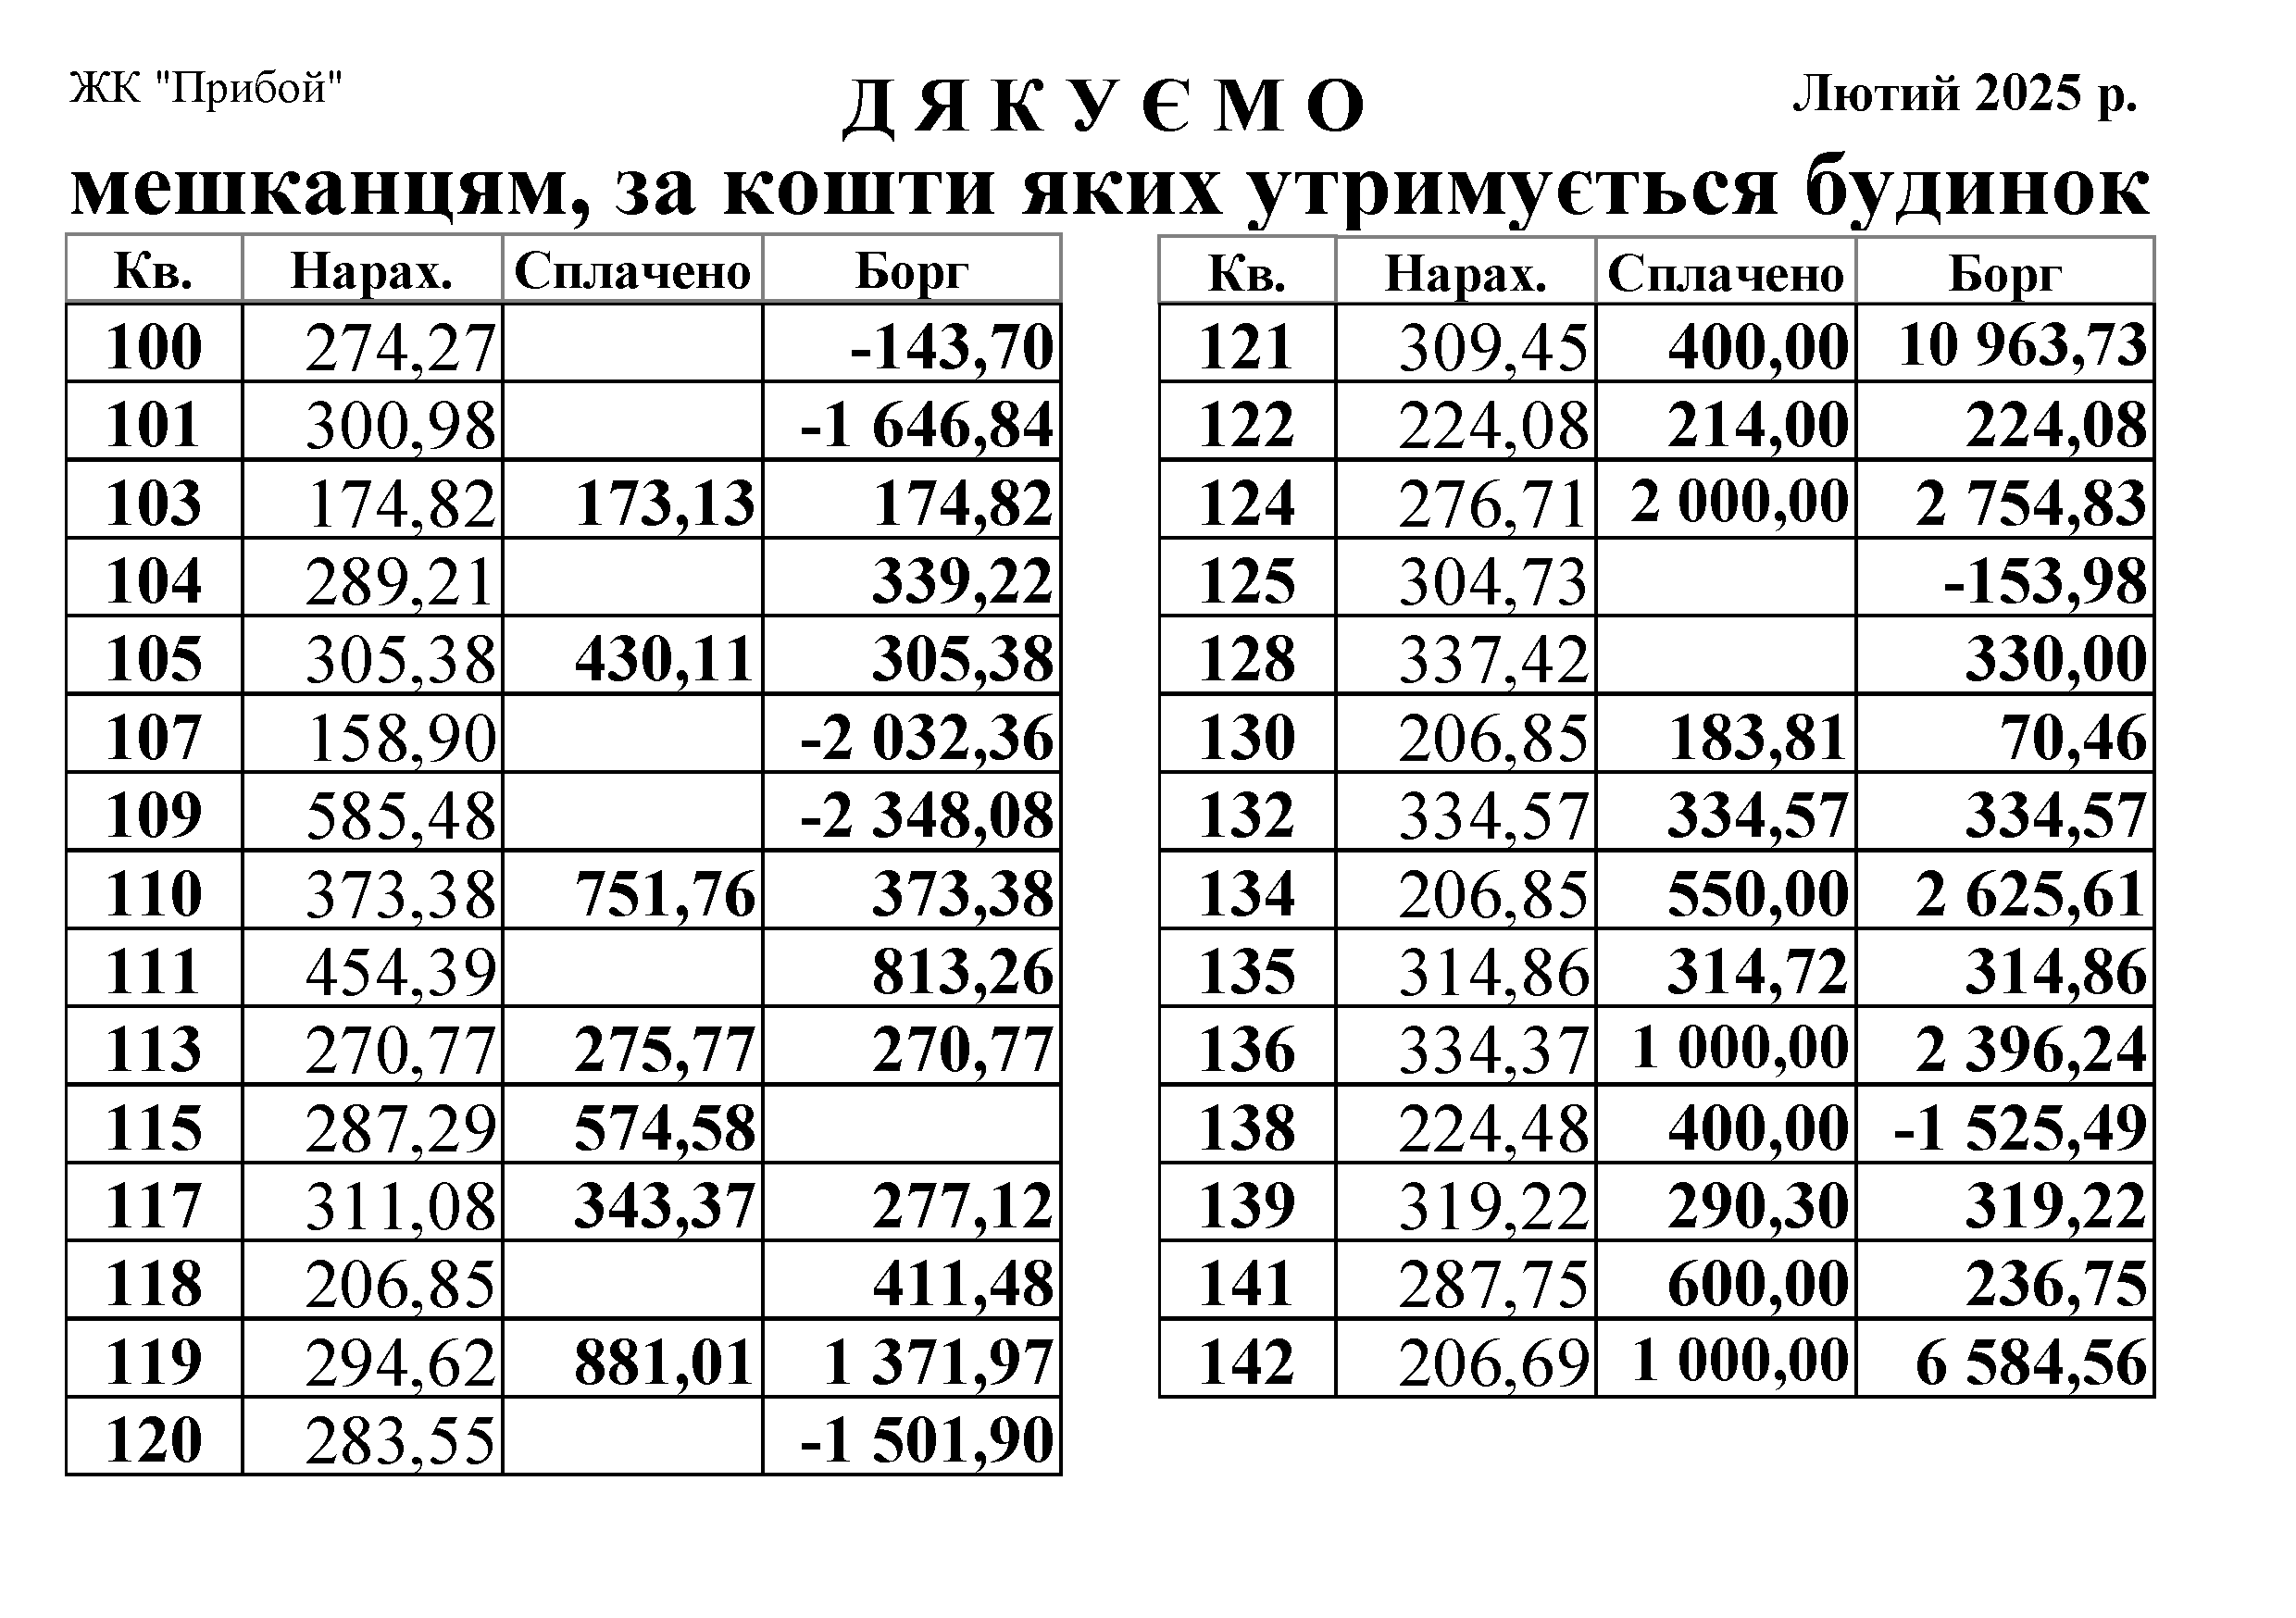 ЖК "Прибой"
Д Я К У Є М О
Лютий 2025 р.
мешканцям, за кошти яких утримується будинок
Кв. Нарах. Сплачено Борг
100 274,27 -143,70
101 300,98 -1 646,84
103 174,82 173,13 174,82
104 289,21 339,22
105 305,38 430,11 305,38
107 158,90 -2 032,36
109 585,48 -2 348,08
110 373,38 751,76 373,38
111 454,39 813,26
113 270,77 275,77 270,77
115 287,29 574,58
117 311,08 343,37 277,12
118 206,85 411,48
119 294,62 881,01 1 371,97
120 283,55 -1 501,90
Кв. Нарах. Сплачено Борг
121 309,45 400,00 10 963,73
122 224,08 214,00 224,08
124 276,71 2 000,00 2 754,83
125 304,73 -153,98
128 337,42 330,00
130 206,85 183,81 70,46
132 334,57 334,57 334,57
134 206,85 550,00 2 625,61
135 314,86 314,72 314,86
136 334,37 1 000,00 2 396,24
138 224,48 400,00 -1 525,49
139 319,22 290,30 319,22
141 287,75 600,00 236,75
142 206,69 1 000,00 6 584,56